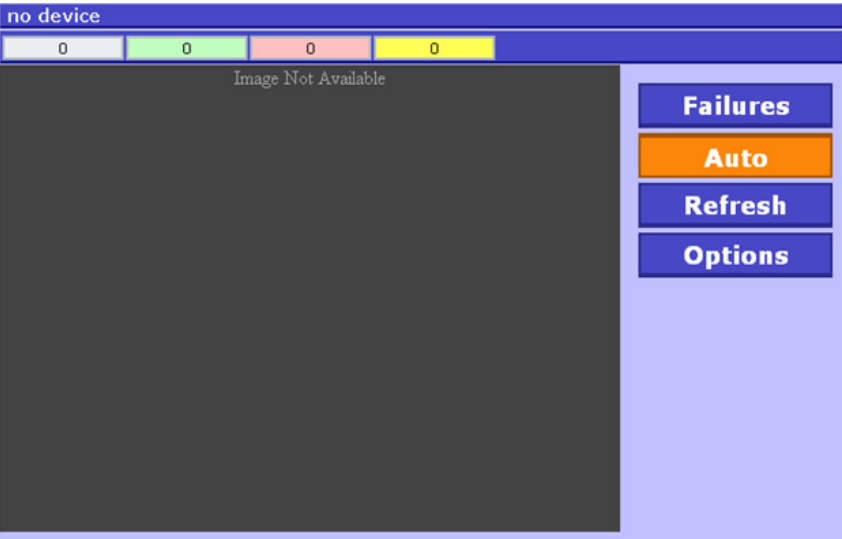 no device
0 0 0 0
Image Not Available
Failures
Auto
Refresh
Options